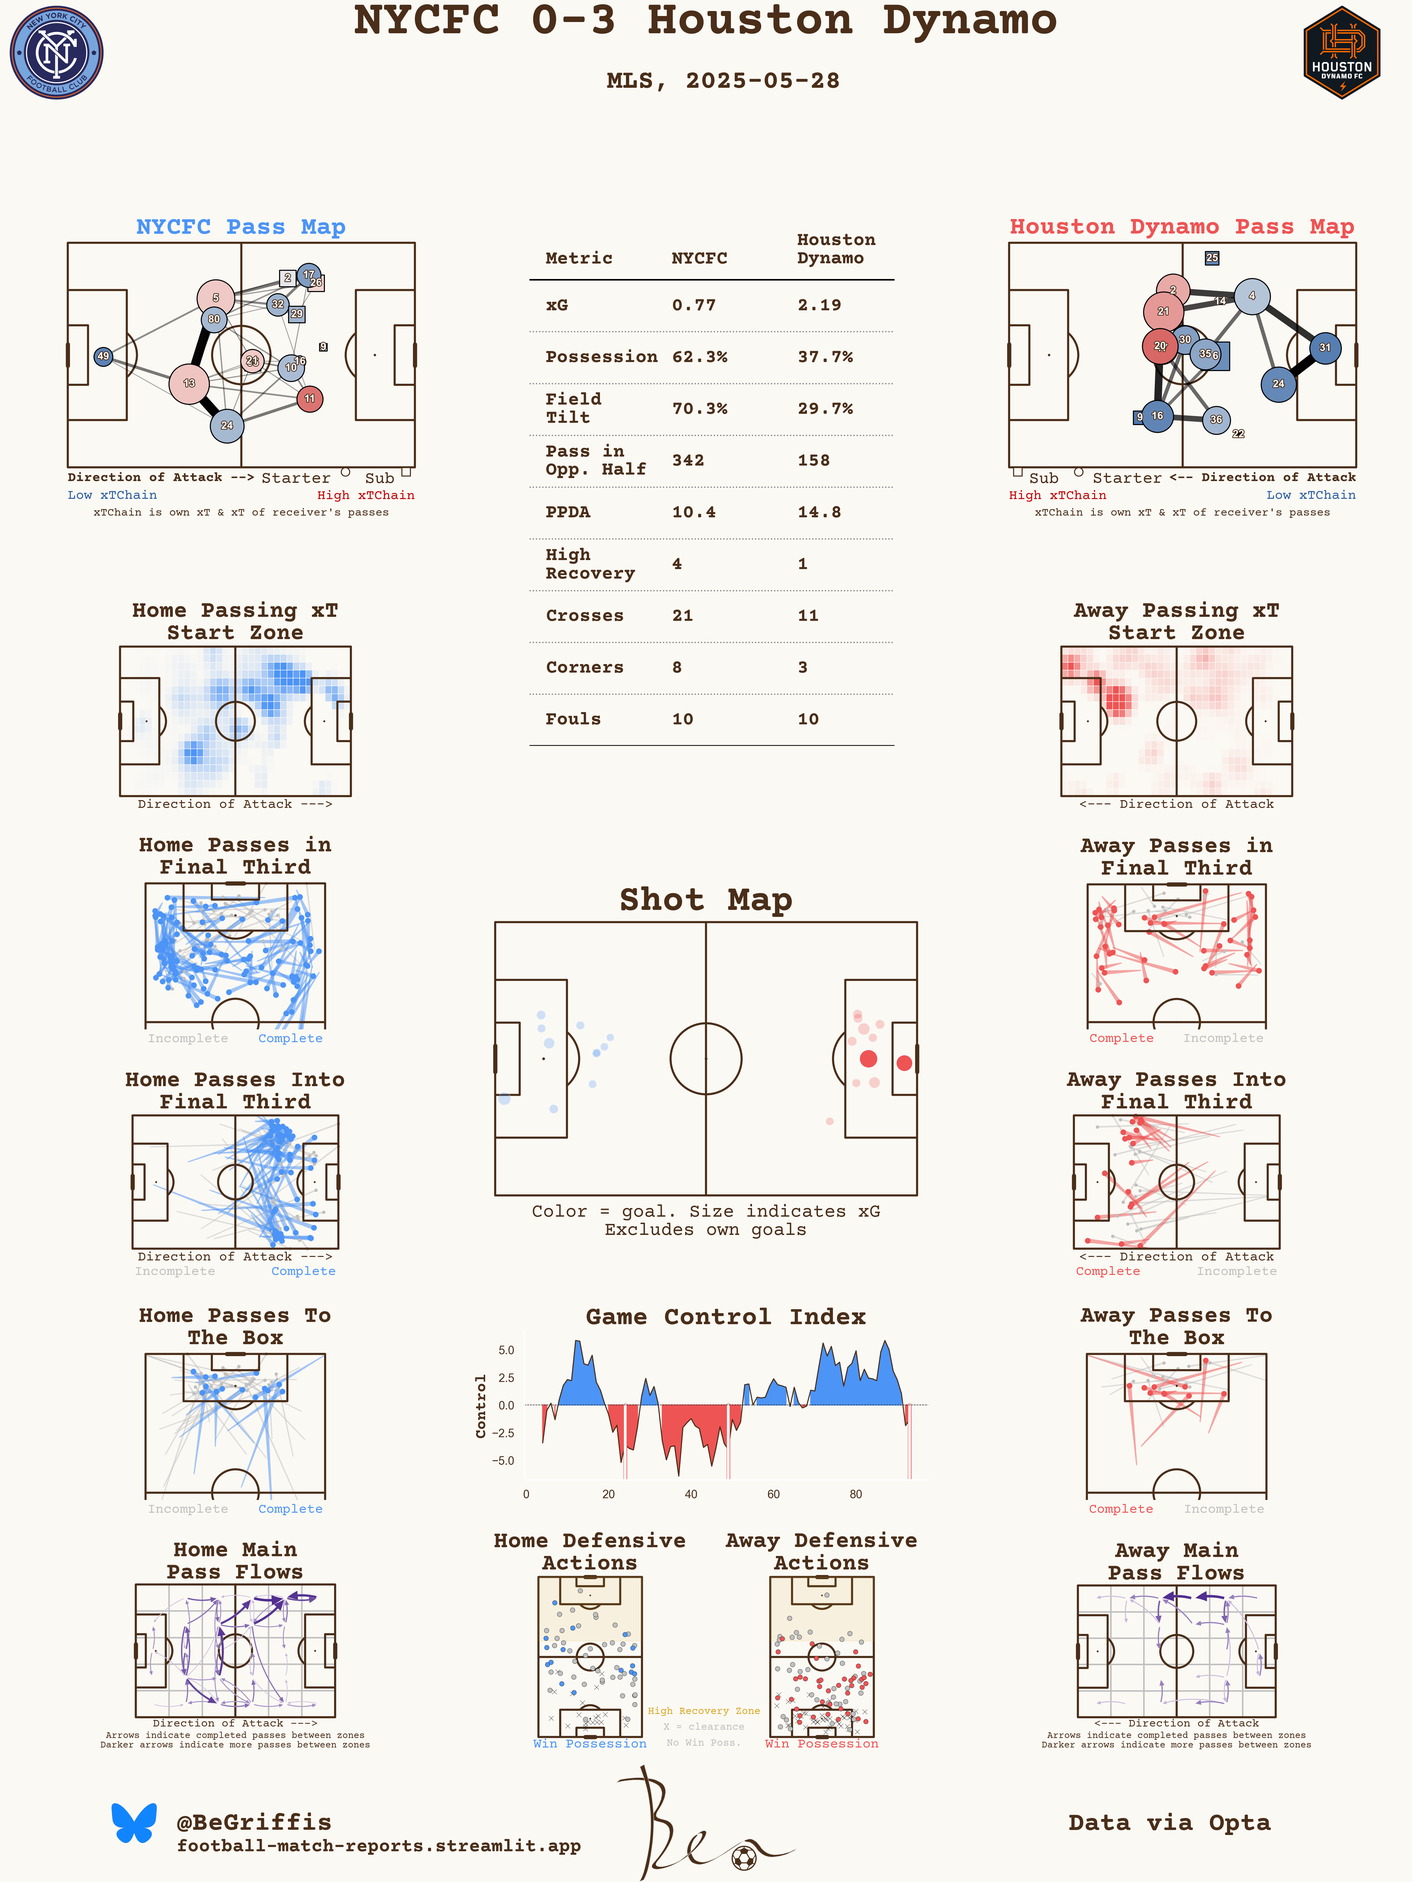 NYCFC 0-3 Houston Dynamo
MLS, 2025-05-28
NEW YORK CITY
FOOTBALL CLUB
HOUSTON
DYNAMO FC
NYCFC Pass Map
5
80
49
13
24
2
17
26
32
29
9
21
16
10
11
Direction of Attack --> Starter Sub
Low xTChain High xTChain
xTChain is own xT & xT of receiver's passes
Metric NYCFC Houston
Dynamo
xG 0.77 2.19
Possession 62.3% 37.7%
Field
Tilt 70.3% 29.7%
Pass in
Opp. Half 342 158
PPDA 10.4 14.8
High
Recovery 4 1
Crosses 21 11
Corners 8 3
Fouls 10 10
Houston Dynamo Pass Map
25
2
14
4
21
20
30
35
6
31
24
9
16
36
22
Sub Starter <-- Direction of Attack
High xTChain Low xTChain
xTChain is own xT & xT of receiver's passes
Home Passing xT
Start Zone
Direction of Attack --->
Away Passing xT
Start Zone
<--- Direction of Attack
Home Passes in
Final Third
Incomplete Complete
Away Passes in
Final Third
Complete Incomplete
Shot Map
Color = goal. Size indicates xG
Excludes own goals
Home Passes Into
Final Third
Direction of Attack --->
Incomplete Complete
Away Passes Into
Final Third
<--- Direction of Attack
Complete Incomplete
Home Passes To
The Box
Incomplete Complete
Game Control Index
Control
5.0
2.5
0.0
−2.5
−5.0
0 20 40 60 80
Away Passes To
The Box
Complete Incomplete
Home Main
Pass Flows
Direction of Attack --->
Arrows indicate completed passes between zones
Darker arrows indicate more passes between zones
Home Defensive
Actions
Win Possession
High Recovery Zone
X = clearance
No Win Poss.
Away Defensive
Actions
Win Possession
Away Main
Pass Flows
<--- Direction of Attack
Arrows indicate completed passes between zones
Darker arrows indicate more passes between zones
@BeGriffis
football-match-reports.streamlit.app
Ben
Data via Opta